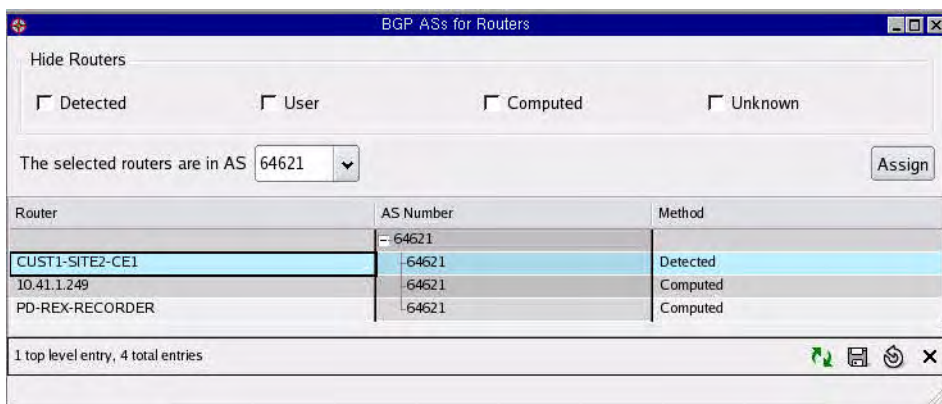 BGP ASs for Routers
Hide Routers
Detected User Computed Unknown
The selected routers are in AS 64621 Assign
Router AS Number Method
64621
CUST1-SITE2-CE1 64621 Detected
10.41.1.249 64621 Computed
PD-REX-RECORDER 64621 Computed
1 top level entry, 4 total entries